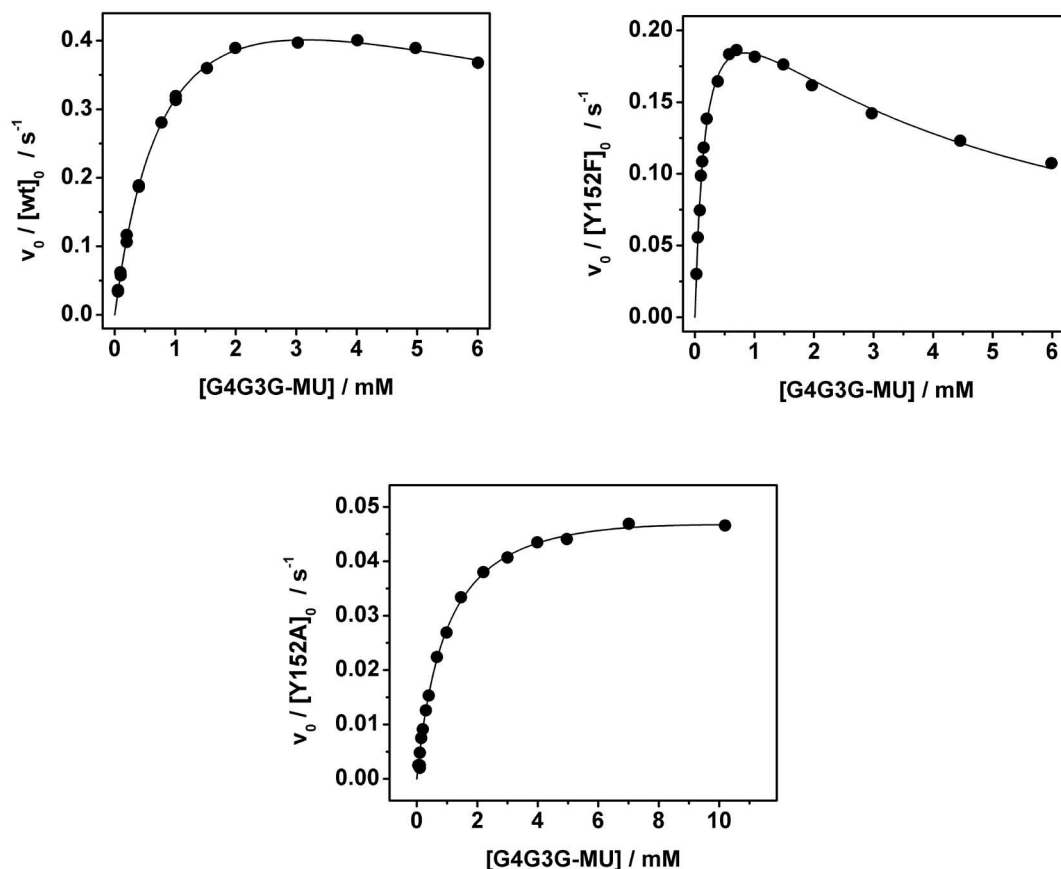 v₀ / [wt]₀ / s⁻¹
0.4
0.3
0.2
0.1
0.0
0 1 2 3 4 5 6
[G4G3G-MU] / mM
v₀ / [Y152F]₀ / s⁻¹
0.20
0.15
0.10
0.05
0.00
0 1 2 3 4 5 6
[G4G3G-MU] / mM
v₀ / [Y152A]₀ / s⁻¹
0.05
0.04
0.03
0.02
0.01
0.00
0 2 4 6 8 10
[G4G3G-MU] / mM